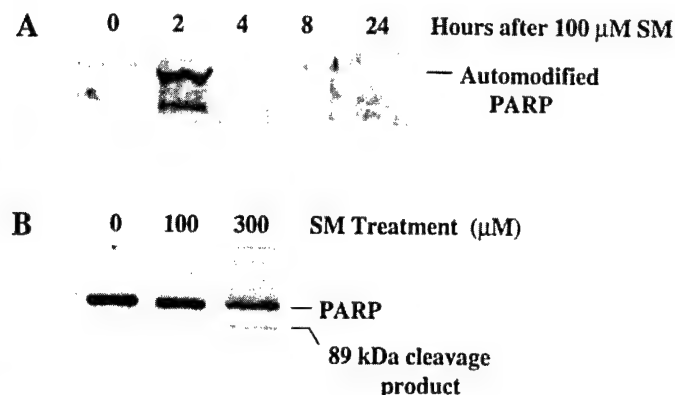 A 0 2 4 8 24 Hours after 100 μM SM
Automodified
PARP
B 0 100 300 SM Treatment (μM)
PARP
89 kDa cleavage
product